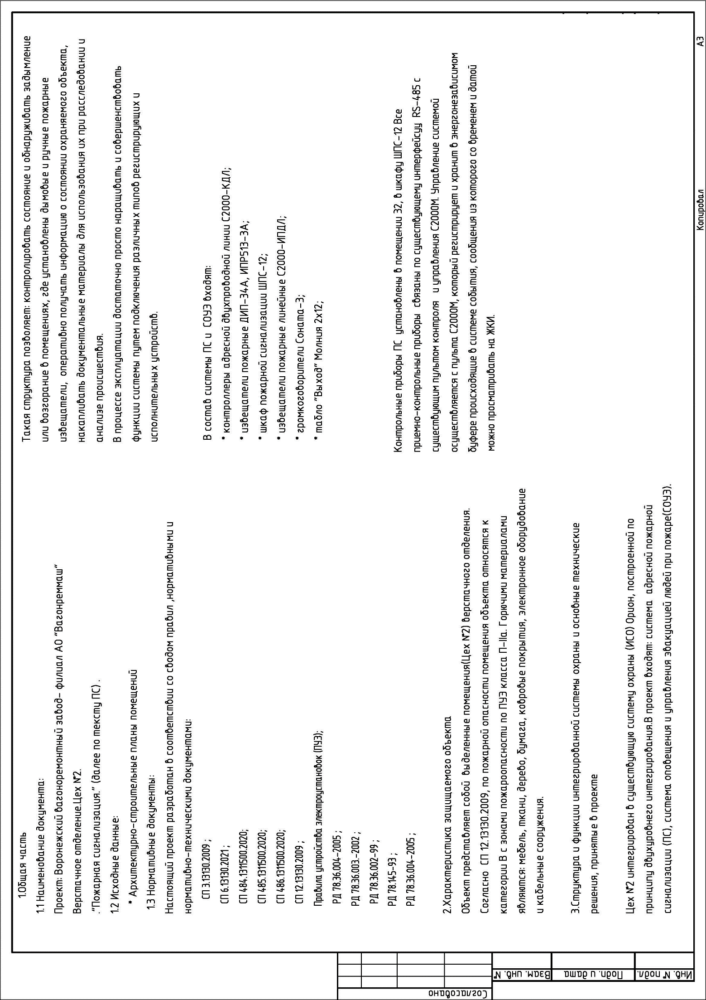 1.Общая часть
1.1 Наименование документа:
Проект: Воронежский вагоноремонтный завод- филиал АО "Вагонреммаш"
Верстачное отделение.Цех №2.
."Пожарная сигнализация." (далее по тексту ПС) .
1.2 Исходные данные:
* Архитектурно-строительные планы помещений
1.3 Нормативные документы:
Настоящий проект разработан в соответствии со сводом правил ,нормативными и
нормативно-техническими документами:
СП 3.13130.2009 ;
СП 6.13130.2021 ;
СП 484.1311500.2020;
СП 485.1311500.2020;
СП 486.1311500.2020;
СП 12.13130.2009 ;
Правила устройства электроустановок (ПУЭ);
РД 78.36.004-2005 ;
РД 78.36.003.-2002 ;
РД 78.36.002-99 ;
РД 78.145-93 ;
РД 78.36.004-2005 ;
2.Характеристика защищаемого объекта
Объект представляет собой выделенные помещения(Цех №2) верстачного отделения.
Согласно СП 12.13130.2009, по пожарной опасности помещения объекта относятся к
категории В с зонами пожароопасности по ПУЭ класса П-IIа. Горючими материалами
являются: мебель, ткани, дерево, бумага, ковровые покрытия, электронное оборудование
и кабельные сооружения.
3.Структура и функции интегрированной системы охраны и основные технические
решения, принятые в проекте
Цех №2 интегрирован в существующую систему охраны (ИСО) Орион, построенной по
принципу двухуровнего интегрирования.В проект входят: система адресной пожарной
сигнализации (ПС), система оповещения и управления эвакуацией людей при пожаре(СОУЭ).
Такая структура позволяет: контролировать состояние и обнаруживать задымление
или возгорание в помещениях, где установлены дымовые и ручные пожарные
извещатели, оперативно получать информацию о состоянии охраняемого объекта,
накапливать документальные материалы для использования их при расследовании и
анализе происшествия.
В процессе эксплуатации достаточно просто наращивать и совершенствовать
функции системы путем подключения различных типов регистрирующих и
исполнительных устройств.
В состав системы ПС и СОУЭ входят:
* контроллеры адресной двухпроводной линии С2000-КДЛ;
* извещатели пожарные ДИП-34А, ИПР513-3А;
* шкаф пожарной сигнализации ШПС-12;
* извещатели пожарные линейные С2000-ИПДЛ;
* громкоговорители Соната-3;
* табло "Выход" Молния 2х12;
Контрольные приборы ПС установлены в помещении 32, в шкафу ШПС-12 Все
приемно-контрольные приборы связаны по существующему интерфейсуу RS-485 с
существующим пультом контроля и управления С2000М. Управление системой
осуществляется с пульта С2000М, который регистрирует и хранит в энергонезависимом
буфере происходящие в системе события, сообщения из которого со временем и датой
можно просматривать на ЖКИ.
Согласовано
Взам. инв. №
Подп. и дата
Инв. № подл.
Копировал
А3